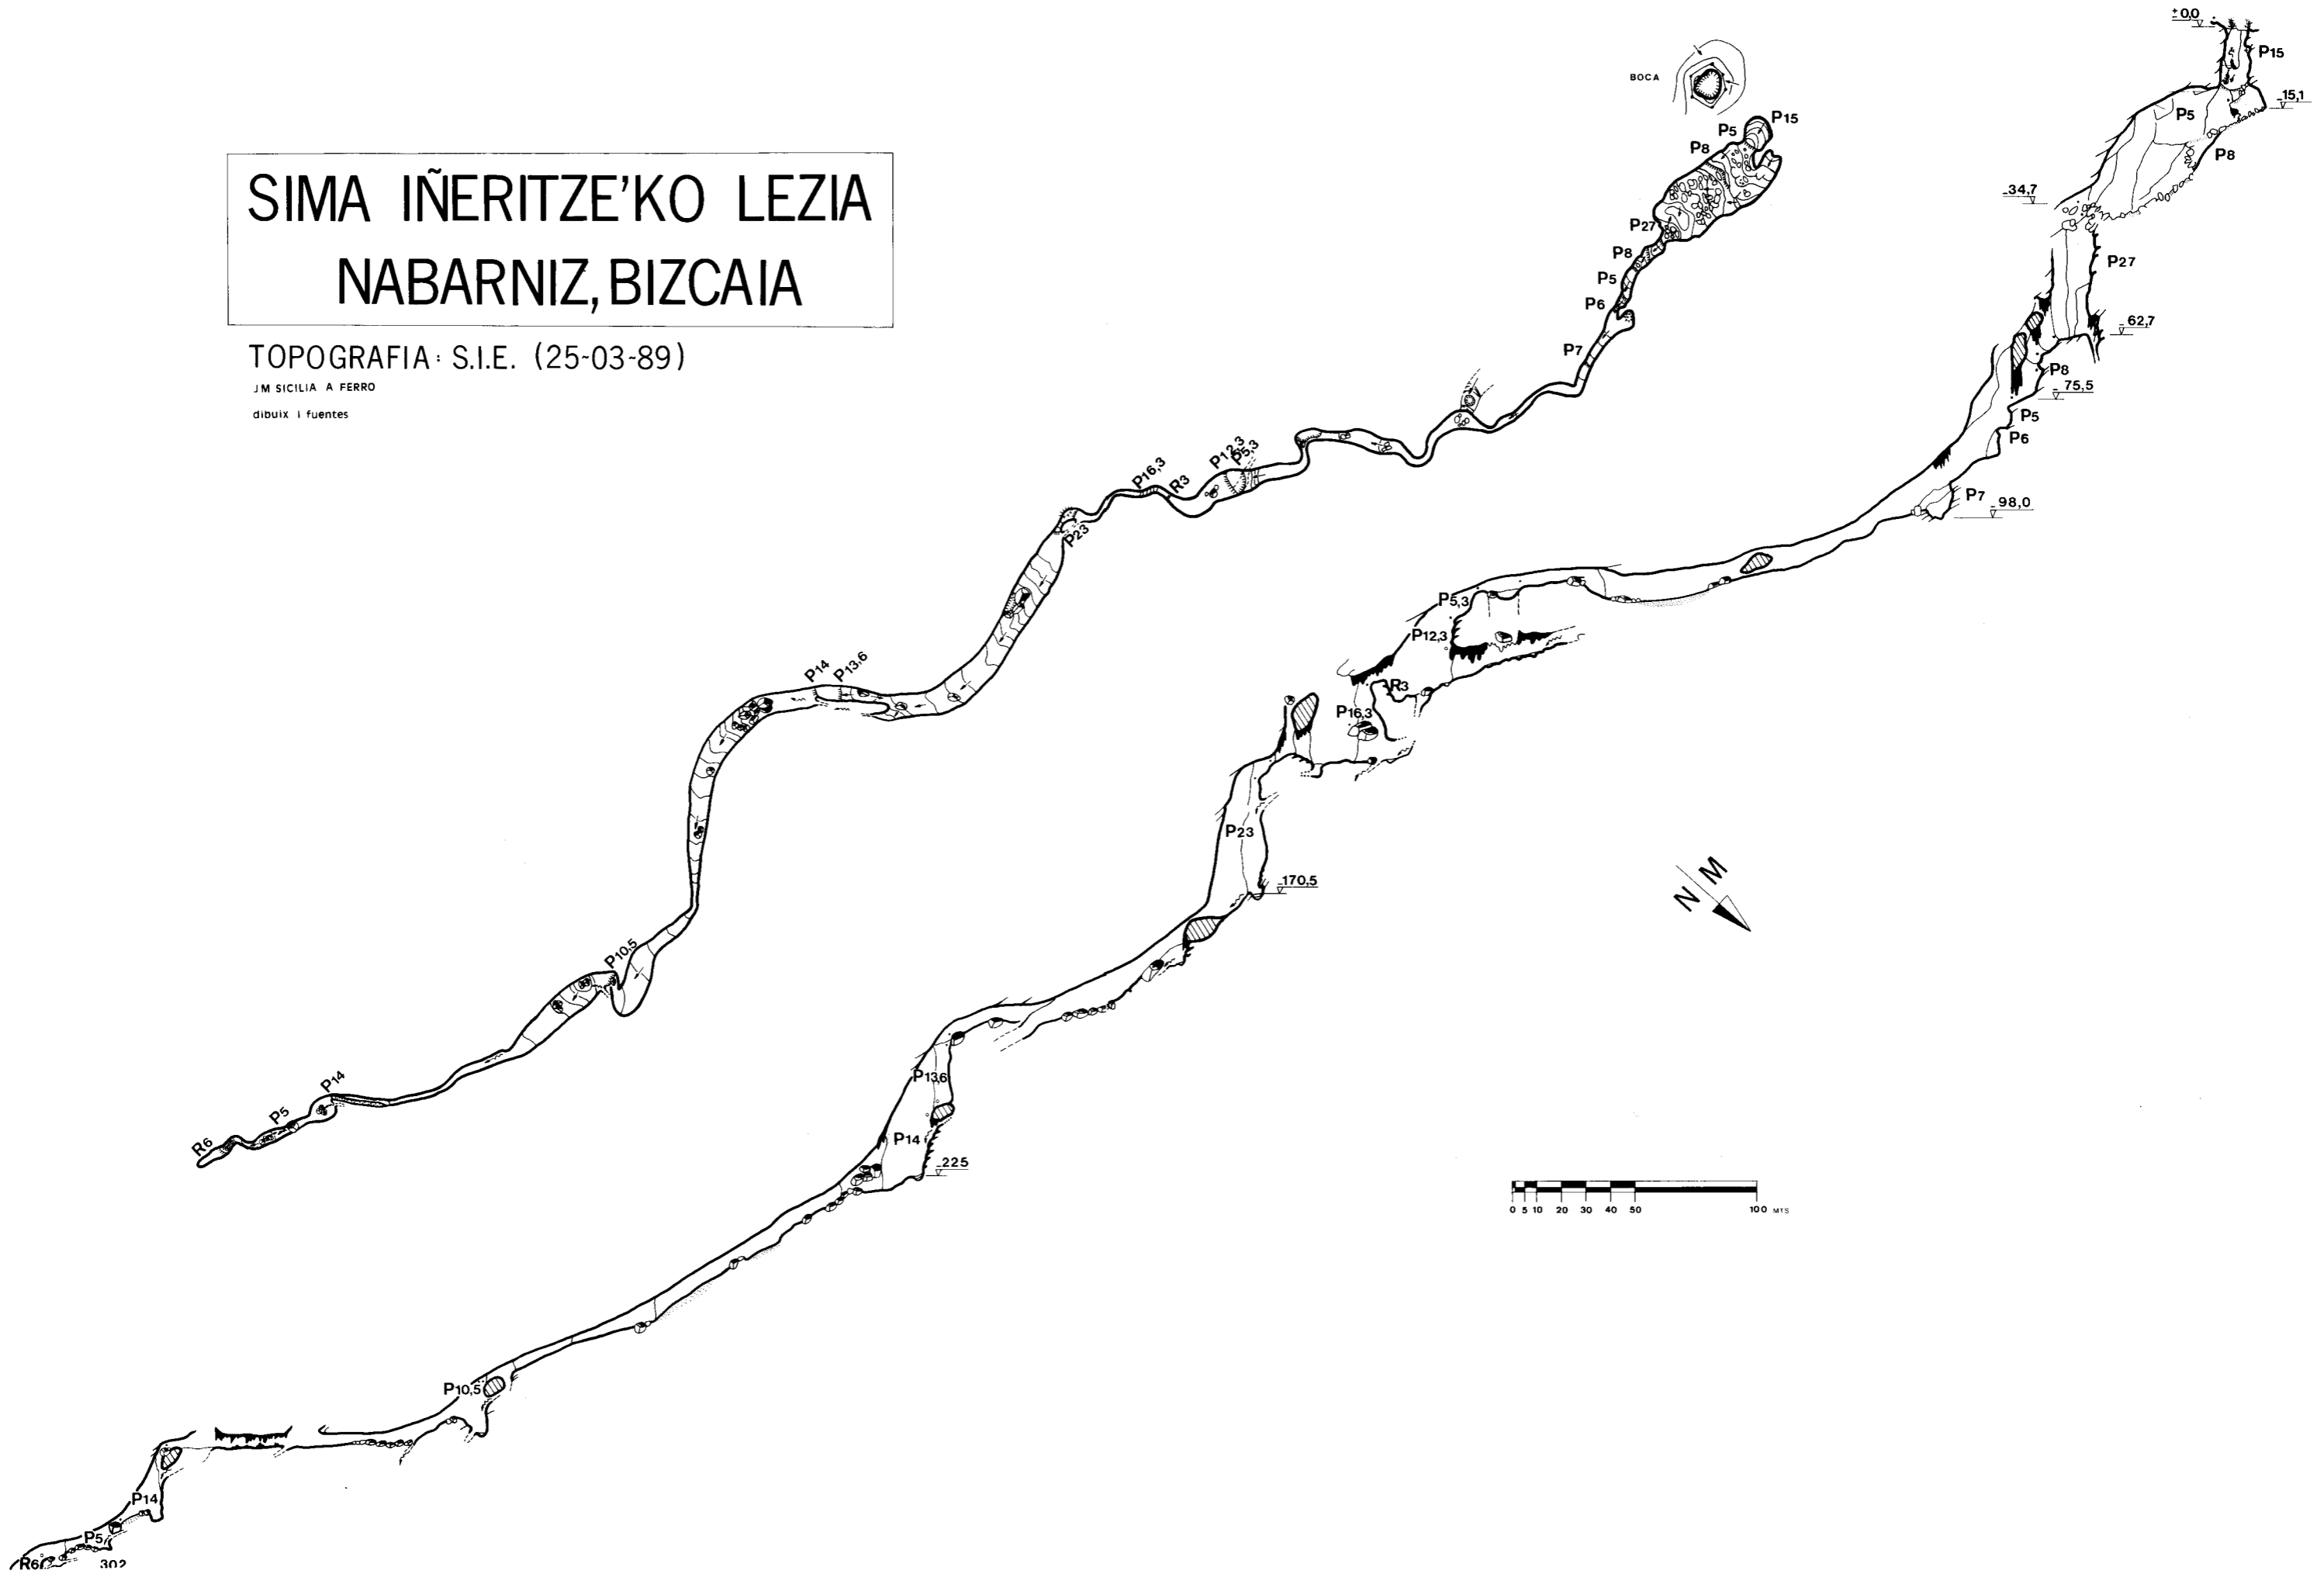 SIMA IÑERITZE'KO LEZIA
NABARNIZ, BIZCAIA
TOPOGRAFIA: S.I.E. (25-03-89)
JM SICILIA A FERRO
dibuix i fuentes
BOCA
P15
P5
P8
P27
P8
P5
P6
P7
P5,3
P12,3
R3
P16,3
P23
P13,6
P14
P10,5
P14
P5
R6
±0,0
P15
-15,1
P5
P8
-34,7
P27
-62,7
P8
-75,5
P5
P6
P7
-98,0
P5,3
P12,3
R3
P16,3
P23
-170,5
P13,6
P14
-225
P10,5
P14
P5
R6
302
N M
0 5 10 20 30 40 50 100 MTS